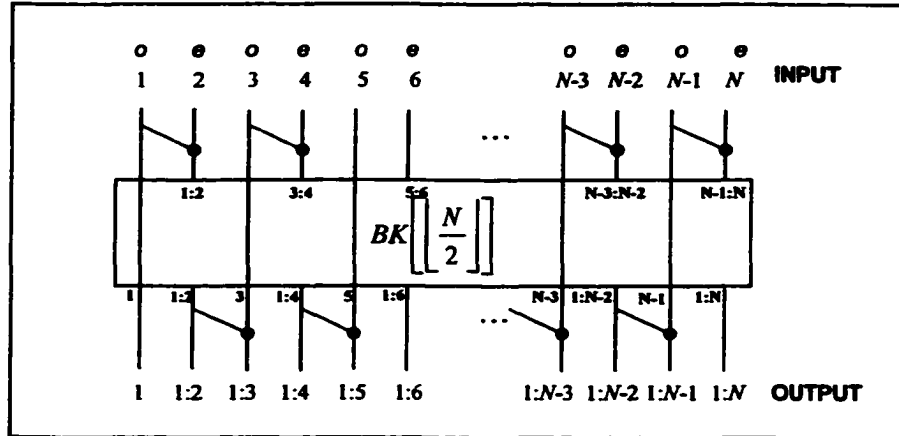 o e o e o e o e o e
1 2 3 4 5 6 N-3 N-2 N-1 N INPUT
...
1:2 3:4 5:6 N-3:N-2 N-1:N
BK[[N/2]]
1 1:2 3 1:4 5 1:6 N-3 1:N-2 N-1 1:N
...
1 1:2 1:3 1:4 1:5 1:6 1:N-3 1:N-2 1:N-1 1:N OUTPUT